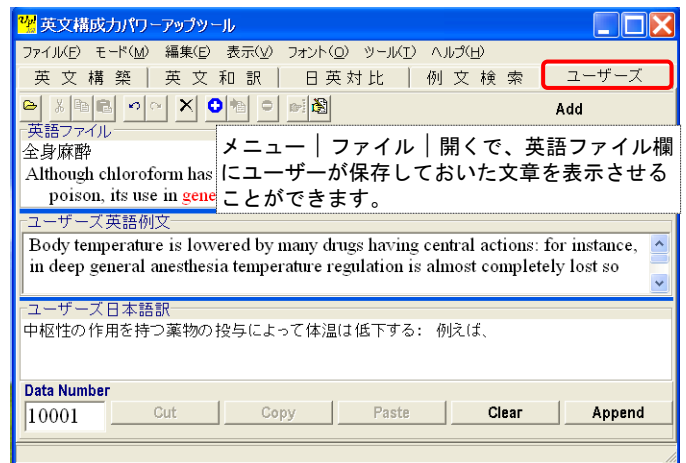 英文構成力パワーアップツール
ファイル(F) モード(M) 編集(E) 表示(V) フォント(O) ツール(T) ヘルプ(H)
英文構築 英文和訳 日英対比 例文検索 ユーザーズ
Add
英語ファイル
全身麻酔
Although chloroform has
poison, its use in gene
メニュー｜ファイル｜開くで、英語ファイル欄
にユーザーが保存しておいた文章を表示させる
ことができます。
ユーザーズ英語例文
Body temperature is lowered by many drugs having central actions: for instance,
in deep general anesthesia temperature regulation is almost completely lost so
ユーザーズ日本語訳
中枢性の作用を持つ薬物の投与によって体温は低下する: 例えば、
Data Number
10001 Cut Copy Paste Clear Append